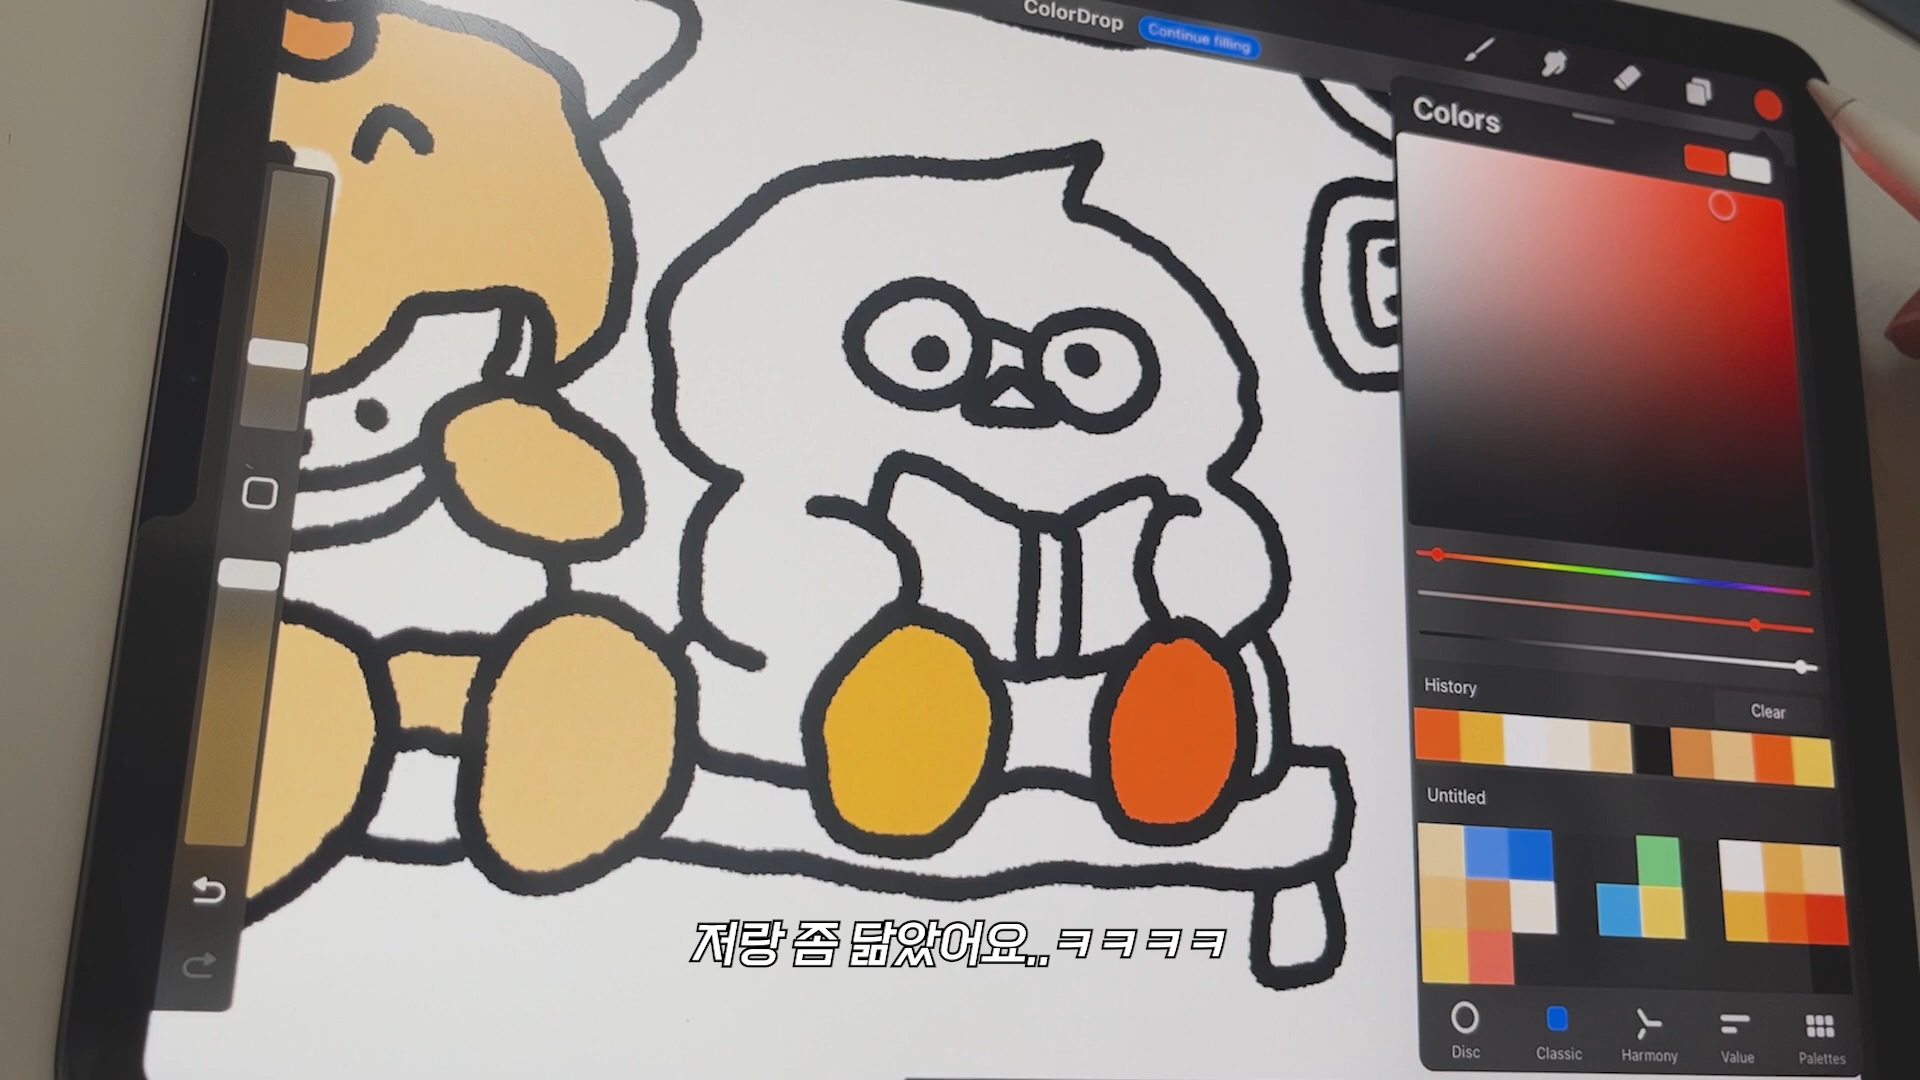 ColorDrop
Continue filling
Colors
History
Clear
Untitled
저랑 좀 닮았어요..ㅋㅋㅋㅋ
Disc
Classic
Harmony
Value
Palettes